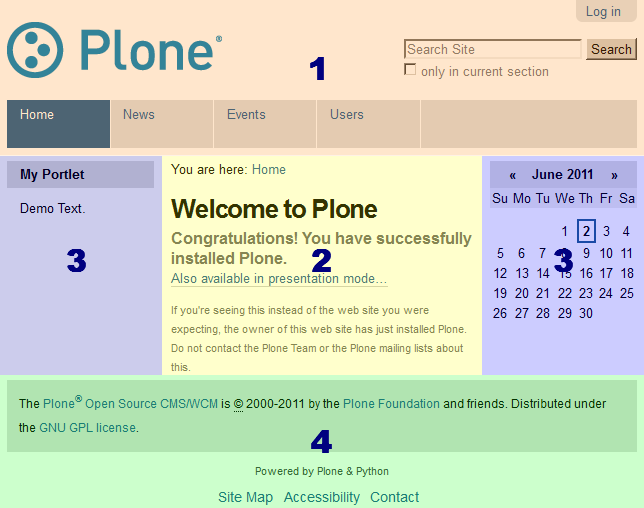 Log in
Plone®
Search Site Search
only in current section
1
Home News Events Users
My Portlet
Demo Text.
3
You are here: Home
Welcome to Plone
Congratulations! You have successfully
installed Plone.
2
Also available in presentation mode...
If you're seeing this instead of the web site you were
expecting, the owner of this web site has just installed Plone.
Do not contact the Plone Team or the Plone mailing lists about
this.
« June 2011 »
Su Mo Tu We Th Fr Sa
1 2 3 4
5 6 7 9 10 11
3
12 13 14 15 16 17 18
19 20 21 22 23 24 25
26 27 28 29 30
The Plone® Open Source CMS/WCM is © 2000-2011 by the Plone Foundation and friends. Distributed under
the GNU GPL license.
4
Powered by Plone & Python
Site Map Accessibility Contact